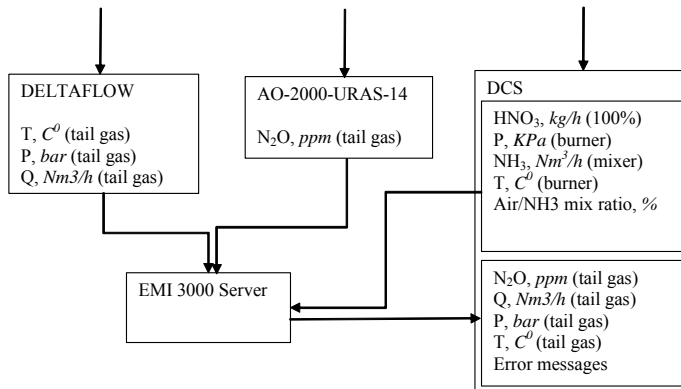 DELTAFLOW
T, C⁰ (tail gas)
P, bar (tail gas)
Q, Nm3/h (tail gas)
AO-2000-URAS-14
N₂O, ppm (tail gas)
DCS
HNO₃, kg/h (100%)
P, KPa (burner)
NH₃, Nm³/h (mixer)
T, C⁰ (burner)
Air/NH3 mix ratio, %
EMI 3000 Server
N₂O, ppm (tail gas)
Q, Nm3/h (tail gas)
P, bar (tail gas)
T, C⁰ (tail gas)
Error messages